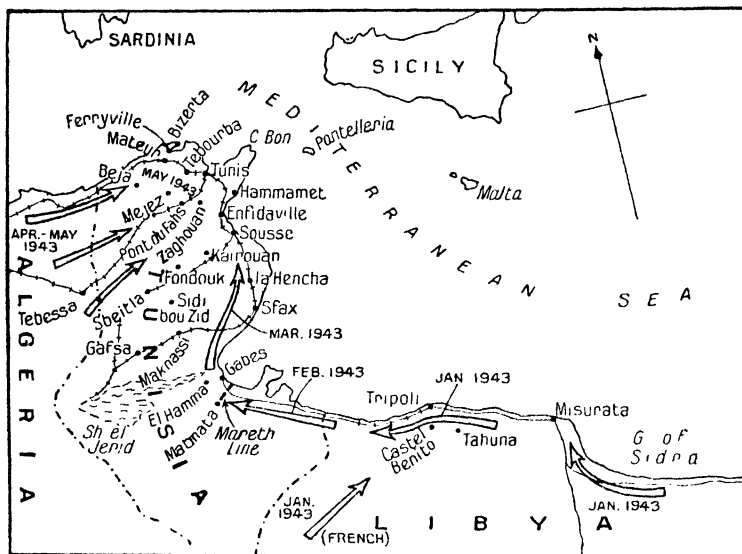 SARDINIA
SICILY
N
MEDITERRANEAN SEA
Ferryville
Bizerta
Mateur
Tebourba
C Bon
Pantelleria
Beja
MAY 1943
Tunis
Malta
Hammamet
Mejez
Enfidaville
APR.-MAY
1943
Pont du Fahs
Zaghouan
Sousse
Kairouan
Fondouk
la Hencha
Tebessa
Sbeitla
Sidi
bou Zid
Sfax
MAR. 1943
Gafsa
Maknassi
Gabes
FEB. 1943
JAN 1943
Tripoli
Misurata
El Hamma
Castel
Benito
Tahuna
Sh el
Jerid
Matmata
Mareth
Line
G of
Sidra
JAN.
1943
(FRENCH)
JAN. 1943
ALGERIA
TUNISIA
LIBYA